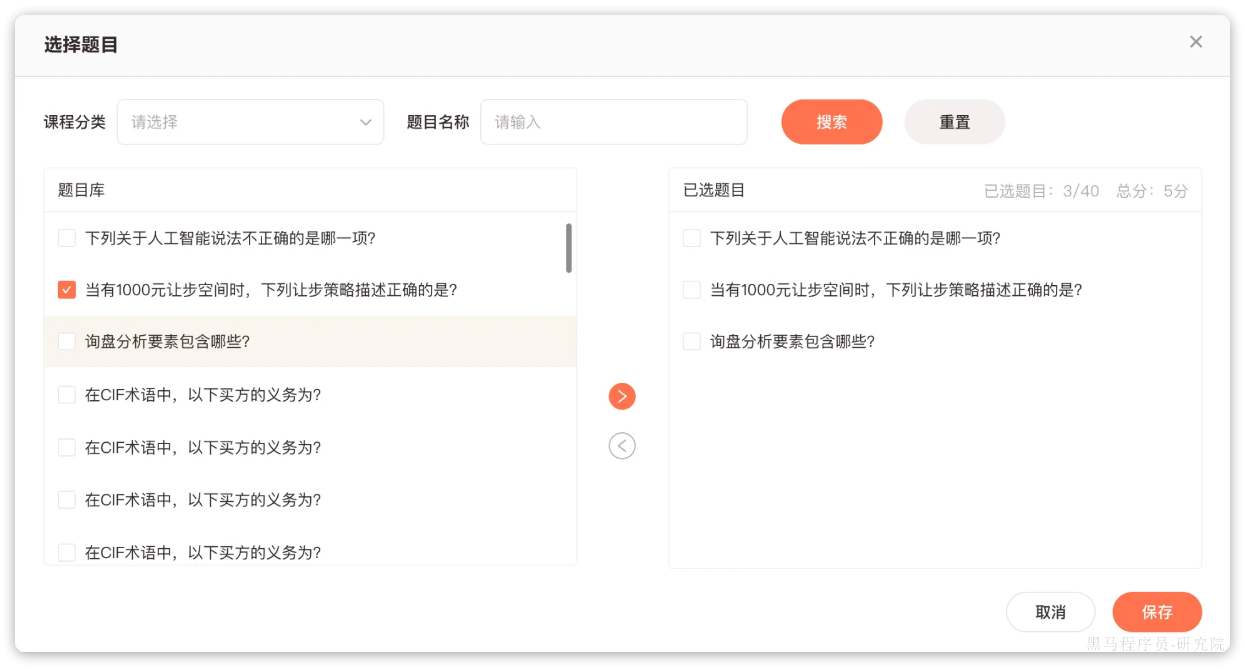 选择题目
课程分类 请选择 题目名称 请输入 搜索 重置
题目库
下列关于人工智能说法不正确的是哪一项?
当有1000元让步空间时，下列让步策略描述正确的是?
询盘分析要素包含哪些?
在CIF术语中，以下买方的义务为?
在CIF术语中，以下买方的义务为?
在CIF术语中，以下买方的义务为?
在CIF术语中，以下买方的义务为?
已选题目 已选题目：3/40 总分：5分
下列关于人工智能说法不正确的是哪一项?
当有1000元让步空间时，下列让步策略描述正确的是?
询盘分析要素包含哪些?
取消 保存
黑马程序员-研究院